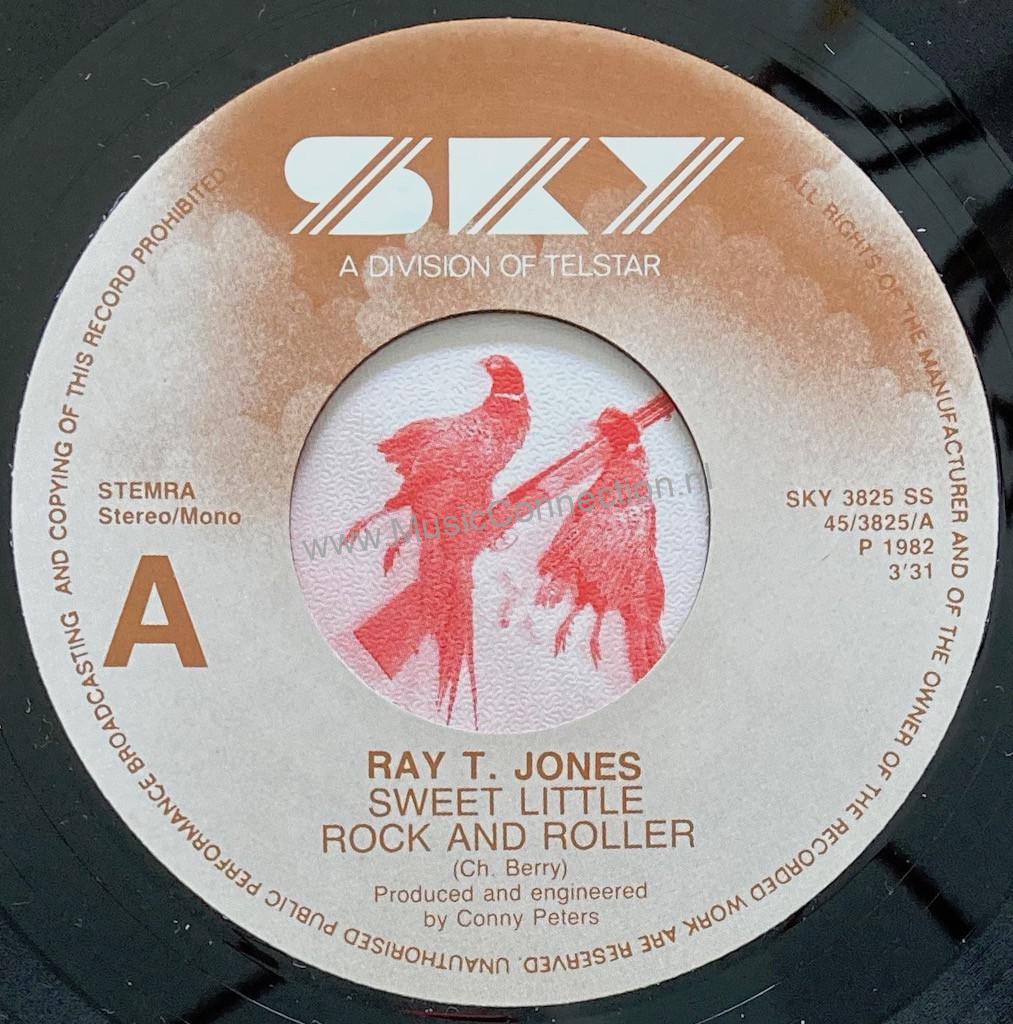 SKY
A DIVISION OF TELSTAR
ALL RIGHTS OF THE MANUFACTURER AND OF THE OWNER OF THE RECORDED WORK ARE RESERVED. UNAUTHORISED PUBLIC PERFORMANCE BROADCASTING AND COPYING OF THIS RECORD PROHIBITED
STEMRA
Stereo/Mono
A
SKY 3825 SS
45/3825/A
P 1982
3'31
www.MusicConnection.nl
RAY T. JONES
SWEET LITTLE
ROCK AND ROLLER
(Ch. Berry)
Produced and engineered
by Conny Peters